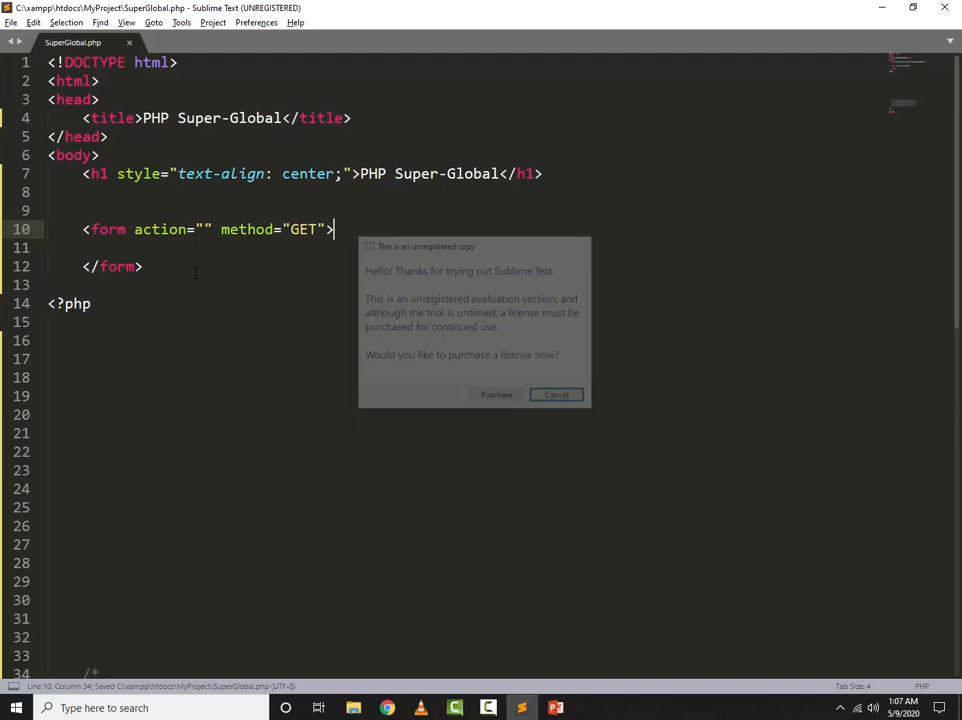 C:\xampp\htdocs\MyProject\SuperGlobal.php - Sublime Text (UNREGISTERED)
File Edit Selection Find View Goto Tools Project Preferences Help
SuperGlobal.php
1 <!DOCTYPE html>
2 <html>
3 <head>
4 <title>PHP Super-Global</title>
5 </head>
6 <body>
7 <h1 style="text-align: center;">PHP Super-Global</h1>
8
9
10 <form action="" method="GET">
11
12 </form>
13
14 <?php
15
16
17
18
19
20
21
22
23
24
25
26
27
28
29
30
31
32
33
34 /*
This is an unregistered copy
Hello! Thanks for trying out Sublime Text.
This is an unregistered evaluation version, and
although the trial is untimed, a license must be
purchased for continued use.
Would you like to purchase a license now?
Purchase Cancel
Line 10, Column 34; Saved C:\xampp\htdocs\MyProject\SuperGlobal.php (UTF-8) Tab Size: 4 PHP
Type here to search 1:07 AM
5/9/2020